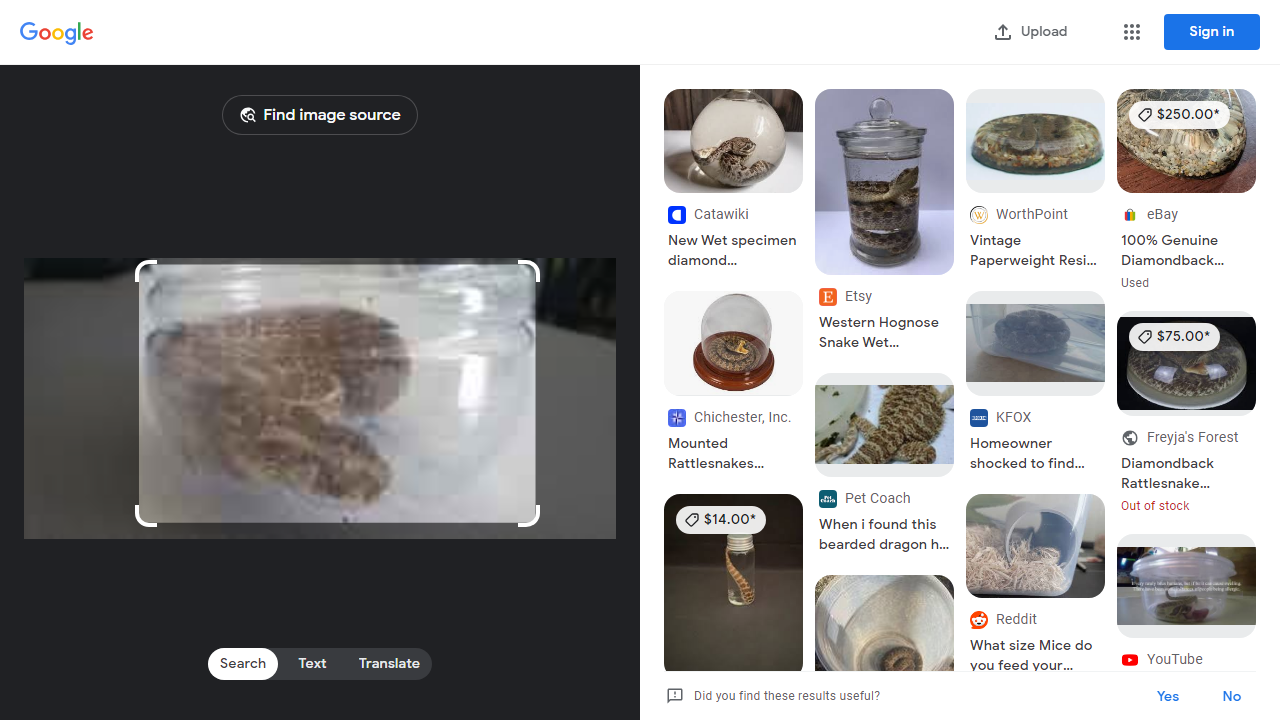 Google
Upload
Sign in
Find image source
Search
Text
Translate
Catawiki
New Wet specimen
diamond...
Chichester, Inc.
Mounted
Rattlesnakes...
$14.00*
Etsy
Western Hognose
Snake Wet...
Pet Coach
When i found this
bearded dragon h...
WorthPoint
Vintage
Paperweight Resi...
KFOX
Homeowner
shocked to find...
Reddit
What size Mice do
you feed your...
$250.00*
eBay
100% Genuine
Diamondback...
Used
$75.00*
Freyja's Forest
Diamondback
Rattlesnake...
Out of stock
YouTube
Did you find these results useful?
Yes
No